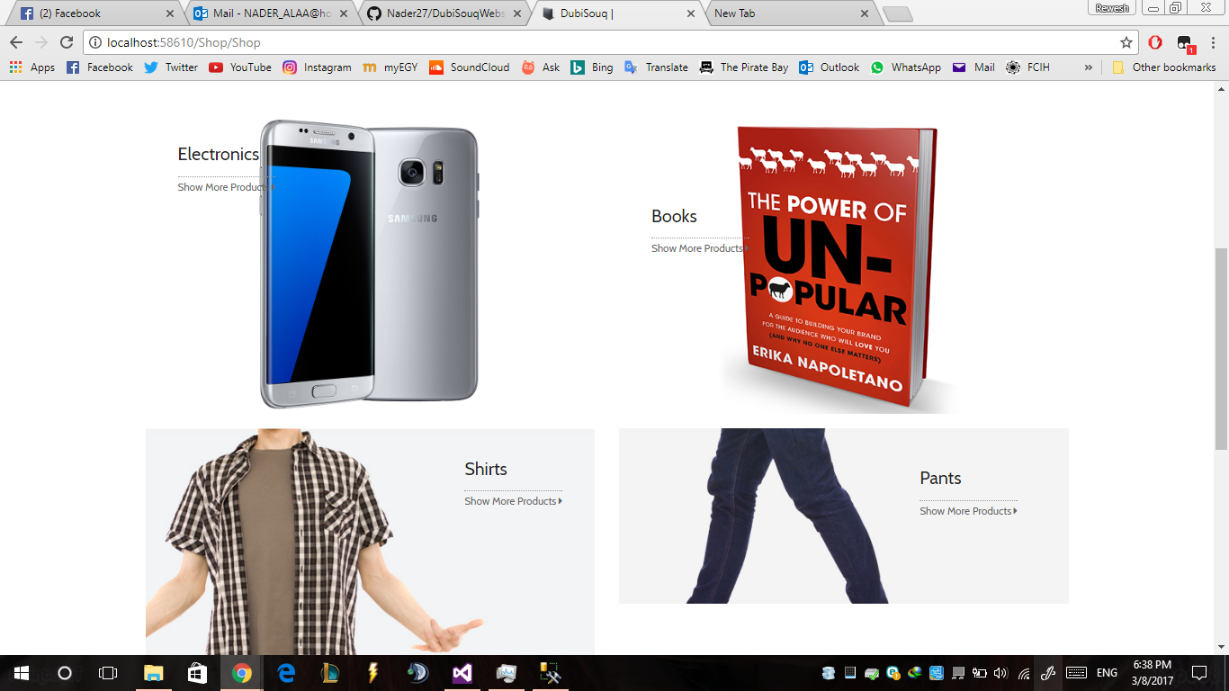 (2) Facebook
Mail - NADER_ALAA@ho
Nader27/DubiSouqWebs
DubiSouq |
New Tab
Rewesh
localhost:58610/Shop/Shop
1
Apps
Facebook
Twitter
YouTube
Instagram
myEGY
SoundCloud
Ask
Bing
Translate
The Pirate Bay
Outlook
WhatsApp
Mail
FCIH
»
Other bookmarks
Electronics
Show More Products
SAMSUNG
SAMSUNG
Books
Show More Products
THE POWER OF
UN-
POPULAR
A GUIDE TO BUILDING YOUR BRAND
FOR THE AUDIENCE WHO WILL LOVE YOU
(AND WHY NO ONE ELSE MATTERS)
ERIKA NAPOLETANO
Shirts
Show More Products
Pants
Show More Products
ENG
6:38 PM
3/8/2017